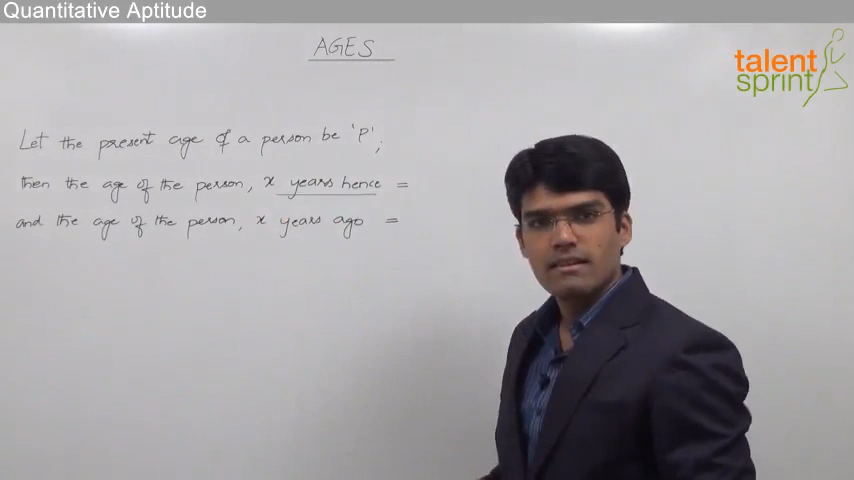 Quantitative Aptitude
AGES
talent
sprint
Let the present age of a person be 'P';
then the age of the person, x years hence =
and the age of the person, x years ago =